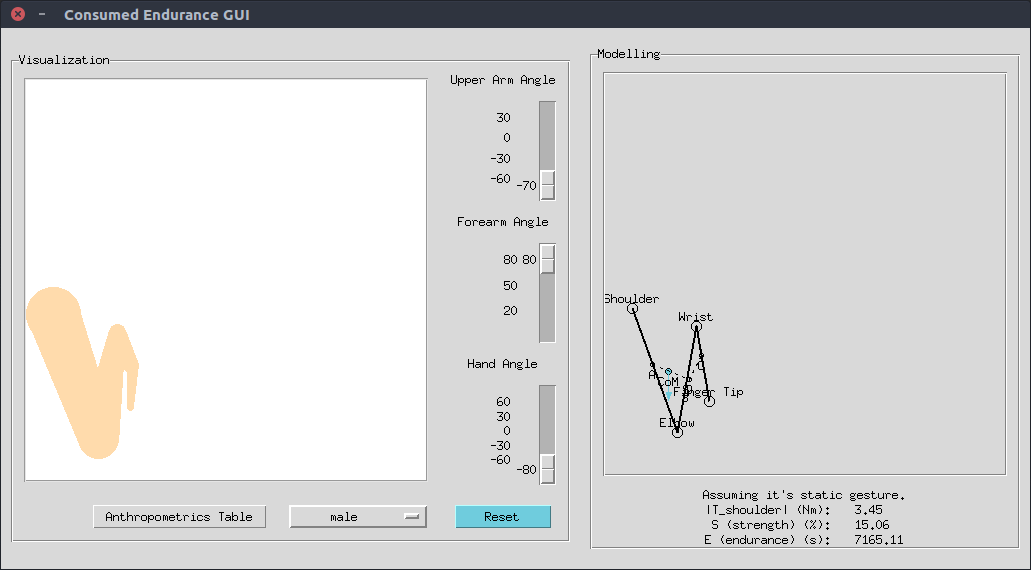 Consumed Endurance GUI
Visualization
Upper Arm Angle
30
0
-30
-60
-70
Forearm Angle
80 80
50
20
Hand Angle
60
30
0
-30
-60
-80
Anthropometrics Table
male
Reset
Modelling
Shoulder
Wrist
A
CoM
Finger Tip
Elbow
Assuming it's static gesture.
|T_shoulder| (Nm): 3.45
S (strength) (%): 15.06
E (endurance) (s): 7165.11